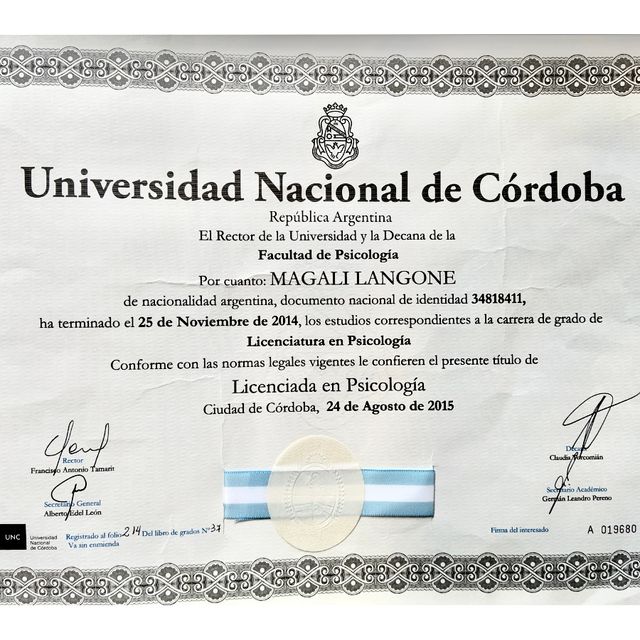 Universidad Nacional de Córdoba
República Argentina
El Rector de la Universidad y la Decana de la
Facultad de Psicología
Por cuanto: MAGALI LANGONE
de nacionalidad argentina, documento nacional de identidad 34818411,
ha terminado el 25 de Noviembre de 2014, los estudios correspondientes a la carrera de grado de
Licenciatura en Psicología
Conforme con las normas legales vigentes le confieren el presente título de
Licenciada en Psicología
Ciudad de Córdoba, 24 de Agosto de 2015
Rector
Francisco Antonio Tamarit
Secretario General
Alberto Edel León
Decana
Claudia Torcomián
Secretario Académico
Germán Leandro Pereno
UNC
Universidad
Nacional
de Córdoba
Registrado al folio 214 Del libro de grados N° 37
Va sin enmienda
Firma del interesado
A 019680